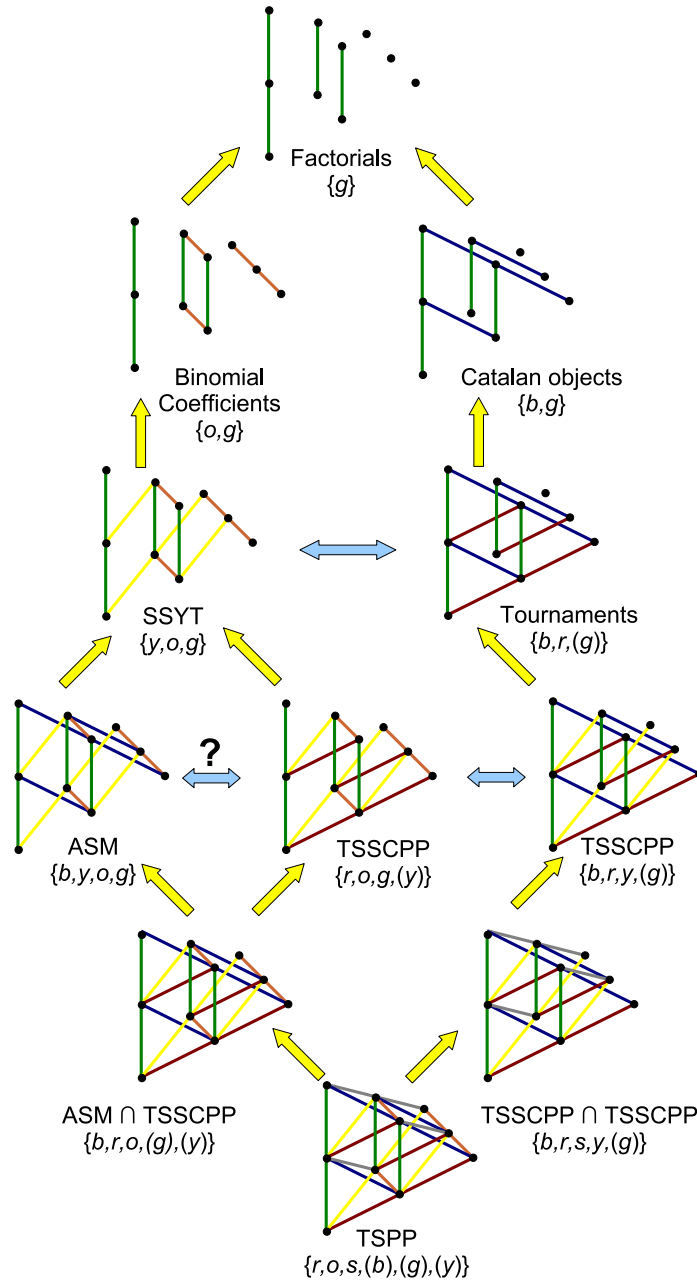 Factorials
{g}
Binomial
Coefficients
{o,g}
Catalan objects
{b,g}
SSYT
{y,o,g}
Tournaments
{b,r,(g)}
?
ASM
{b,y,o,g}
TSSCPP
{r,o,g,(y)}
TSSCPP
{b,r,y,(g)}
ASM ∩ TSSCPP
{b,r,o,(g),(y)}
TSSCPP ∩ TSSCPP
{b,r,s,y,(g)}
TSPP
{r,o,s,(b),(g),(y)}